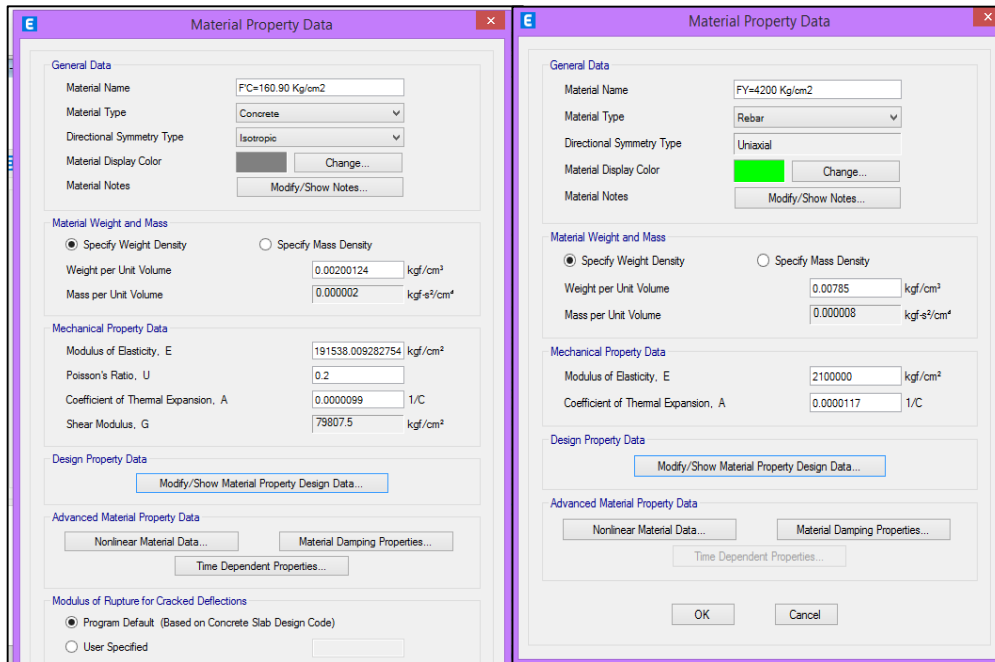 E Material Property Data ×
General Data
Material Name F'C=160.90 Kg/cm2
Material Type Concrete
Directional Symmetry Type Isotropic
Material Display Color Change...
Material Notes Modify/Show Notes...
Material Weight and Mass
Specify Weight Density Specify Mass Density
Weight per Unit Volume 0.00200124 kgf/cm³
Mass per Unit Volume 0.000002 kgf-s²/cm⁴
Mechanical Property Data
Modulus of Elasticity, E 191538.009282754 kgf/cm²
Poisson's Ratio, U 0.2
Coefficient of Thermal Expansion, A 0.0000099 1/C
Shear Modulus, G 79807.5 kgf/cm²
Design Property Data
Modify/Show Material Property Design Data...
Advanced Material Property Data
Nonlinear Material Data... Material Damping Properties...
Time Dependent Properties...
Modulus of Rupture for Cracked Deflections
Program Default (Based on Concrete Slab Design Code)
User Specified
E Material Property Data ×
General Data
Material Name FY=4200 Kg/cm2
Material Type Rebar
Directional Symmetry Type Uniaxial
Material Display Color Change...
Material Notes Modify/Show Notes...
Material Weight and Mass
Specify Weight Density Specify Mass Density
Weight per Unit Volume 0.00785 kgf/cm³
Mass per Unit Volume 0.000008 kgf-s²/cm⁴
Mechanical Property Data
Modulus of Elasticity, E 2100000 kgf/cm²
Coefficient of Thermal Expansion, A 0.0000117 1/C
Design Property Data
Modify/Show Material Property Design Data...
Advanced Material Property Data
Nonlinear Material Data... Material Damping Properties...
Time Dependent Properties...
OK Cancel